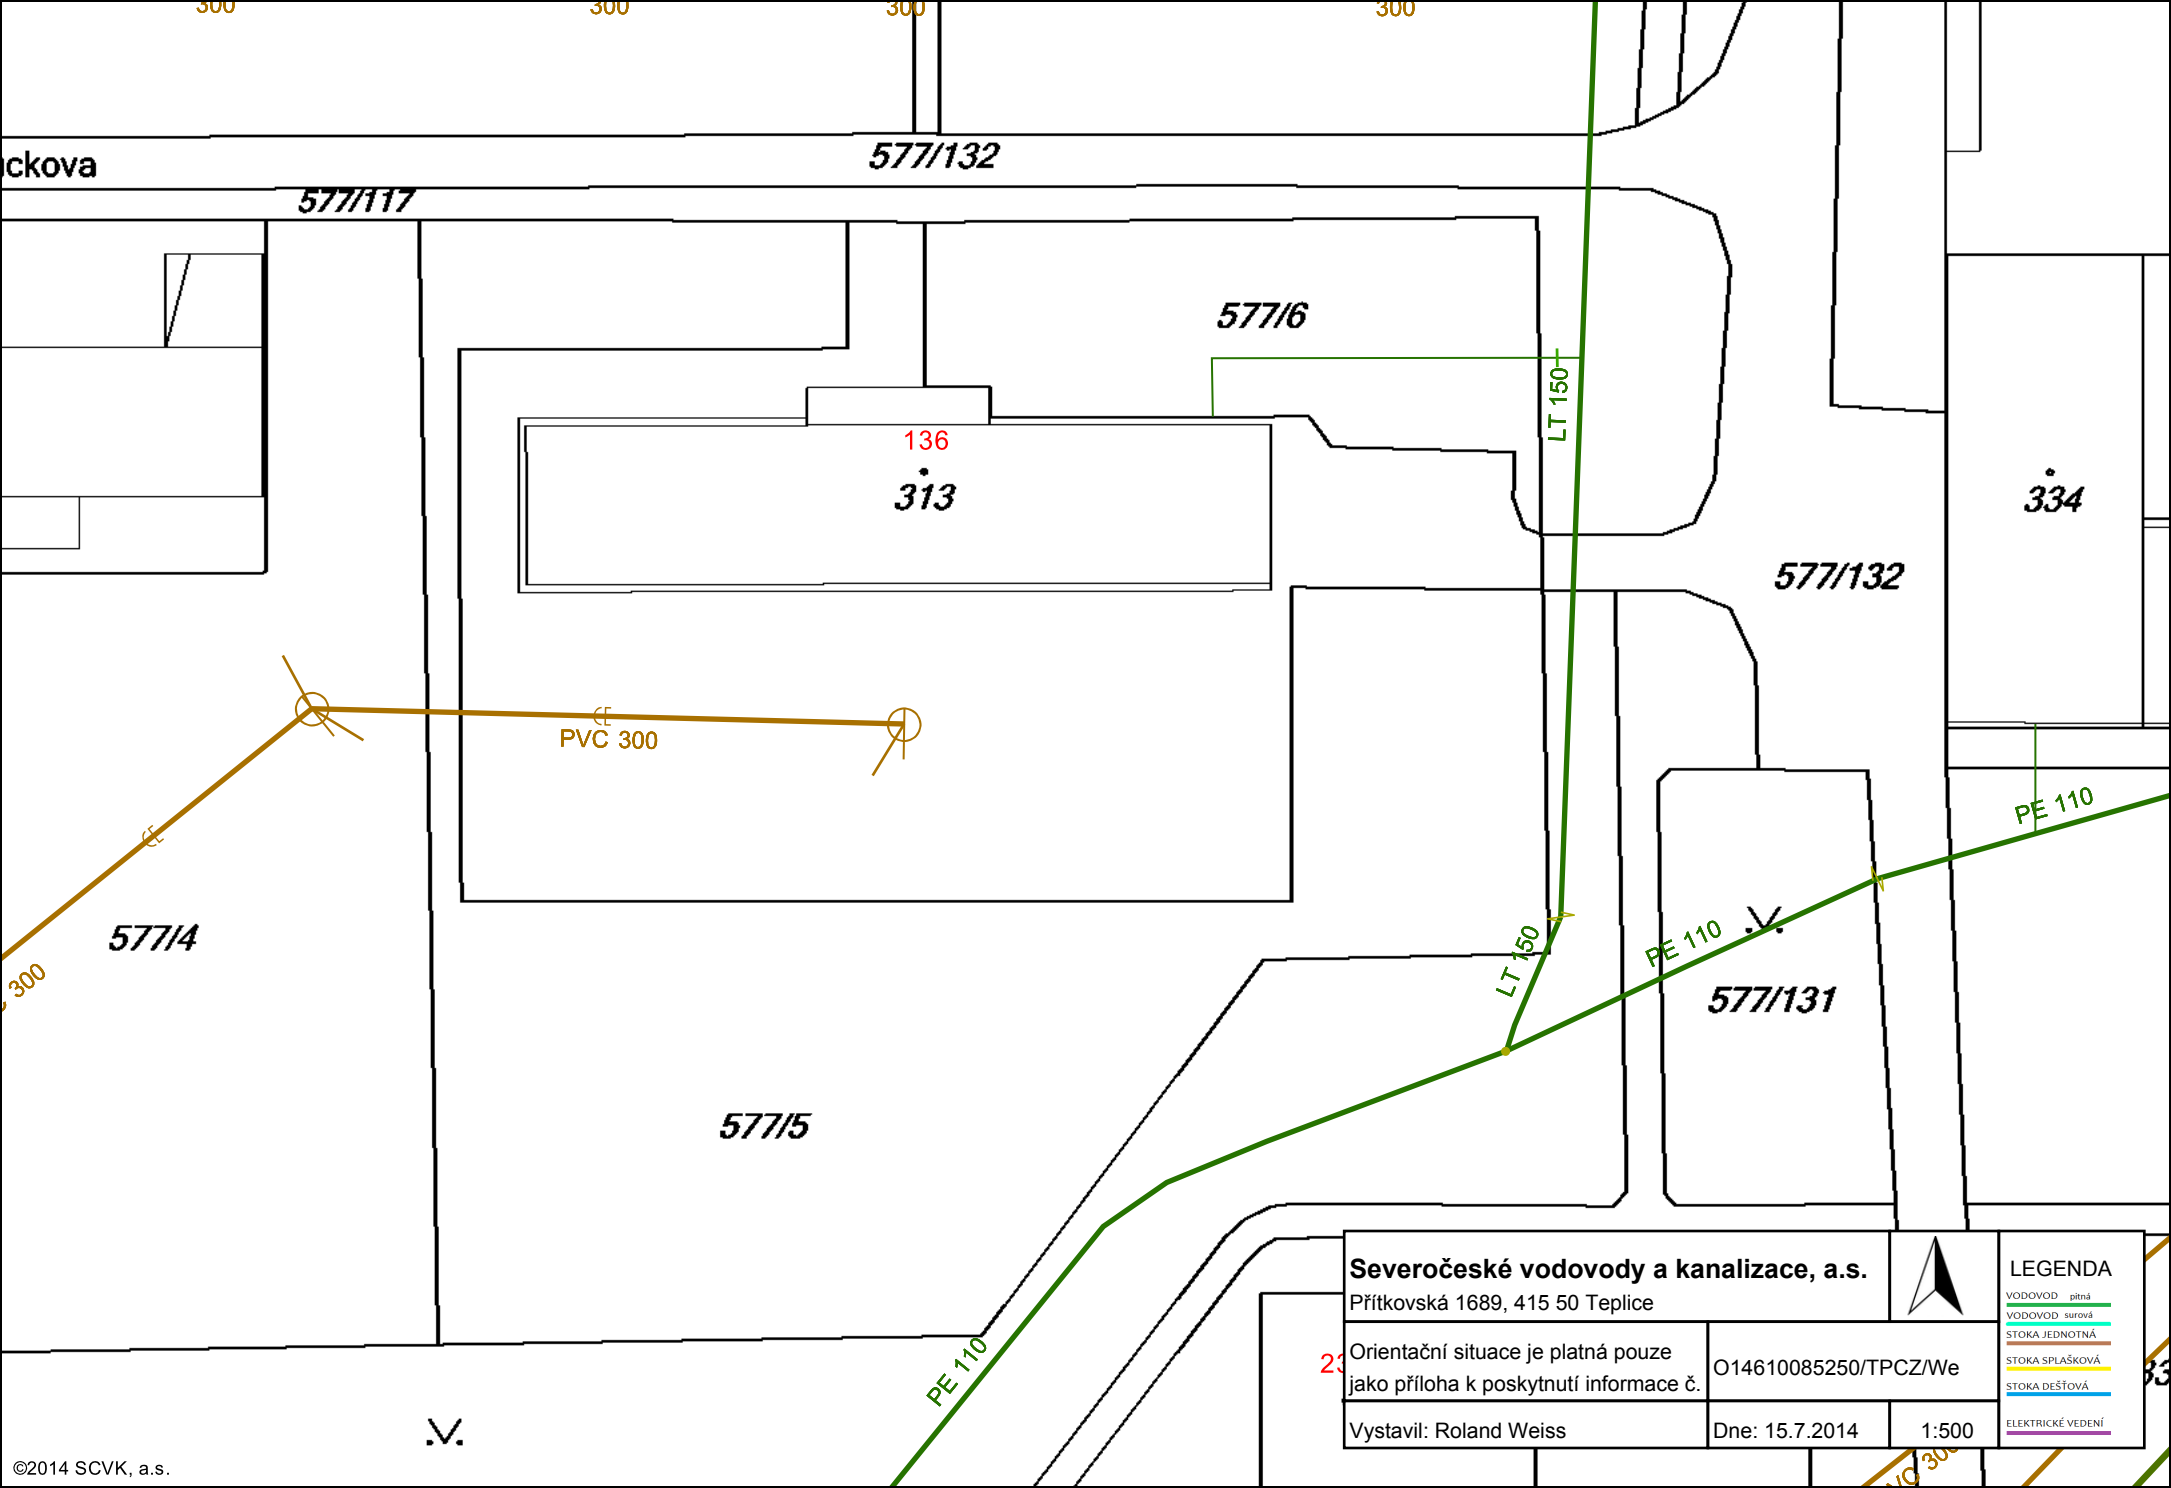 300
300
300
300
ckova
577/132
577/117
577/6
LT 150
136
313
334
577/132
PVC 300
PE 110
577/4
300
LT 150
PE 110
577/131
577/5
PE 110
Severočeské vodovody a kanalizace, a.s.
Přítkovská 1689, 415 50 Teplice
Orientační situace je platná pouze
jako příloha k poskytnutí informace č.
O14610085250/TPCZ/We
Vystavil: Roland Weiss
Dne: 15.7.2014
1:500
LEGENDA
VODOVOD pitná
VODOVOD surová
STOKA JEDNOTNÁ
STOKA SPLAŠKOVÁ
STOKA DEŠŤOVÁ
ELEKTRICKÉ VEDENÍ
©2014 SCVK, a.s.